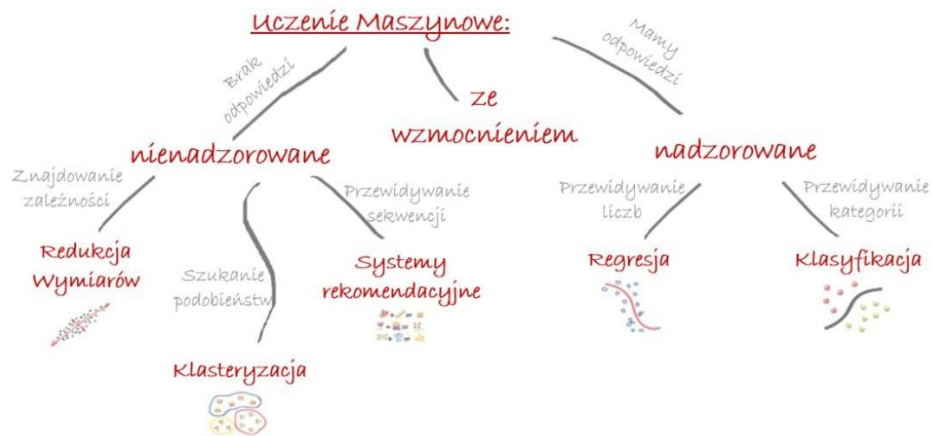 Uczenie Maszynowe:
Brak
odpowiedzi
Mamy
odpowiedzi
ze
wzmocnieniem
nienadzorowane
nadzorowane
Znajdowanie
zależności
Przewidywanie
sekwencji
Przewidywanie
liczb
Przewidywanie
kategorii
Redukcja
Wymiarów
Szukanie
podobieństw
Systemy
rekomendacyjne
Regresja
Klasyfikacja
Klasteryzacja